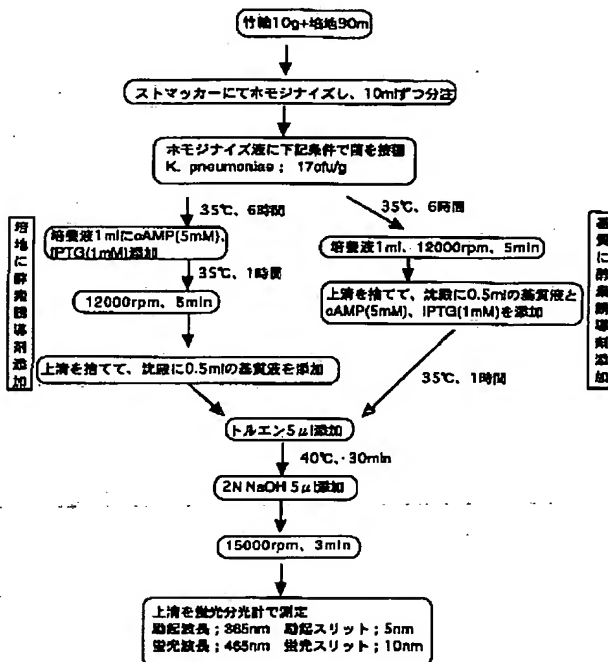 竹輪10g+培地90m
ストマッカーにてホモジナイズし、10mlずつ分注
ホモジナイズ液に下記条件で菌を接種
K. pneumoniae ; 17cfu/g
35℃、6時間
35℃、6時間
培地に酵素誘導剤添加
培養液1mlにcAMP(5mM)、
IPTG(1mM)添加
35℃、1時間
12000rpm、5min
上清を捨てて、沈殿に0.5mlの基質液を添加
培養液1ml、12000rpm、5min
上清を捨てて、沈殿に0.5mlの基質液と
cAMP(5mM)、IPTG(1mM)を添加
35℃、1時間
基質に酵素誘導剤添加
トルエン5μl添加
40℃、30min
2N NaOH 5μl添加
15000rpm、3min
上清を蛍光分光計で測定
励起波長;365nm 励起スリット;5nm
蛍光波長;465nm 蛍光スリット;10nm